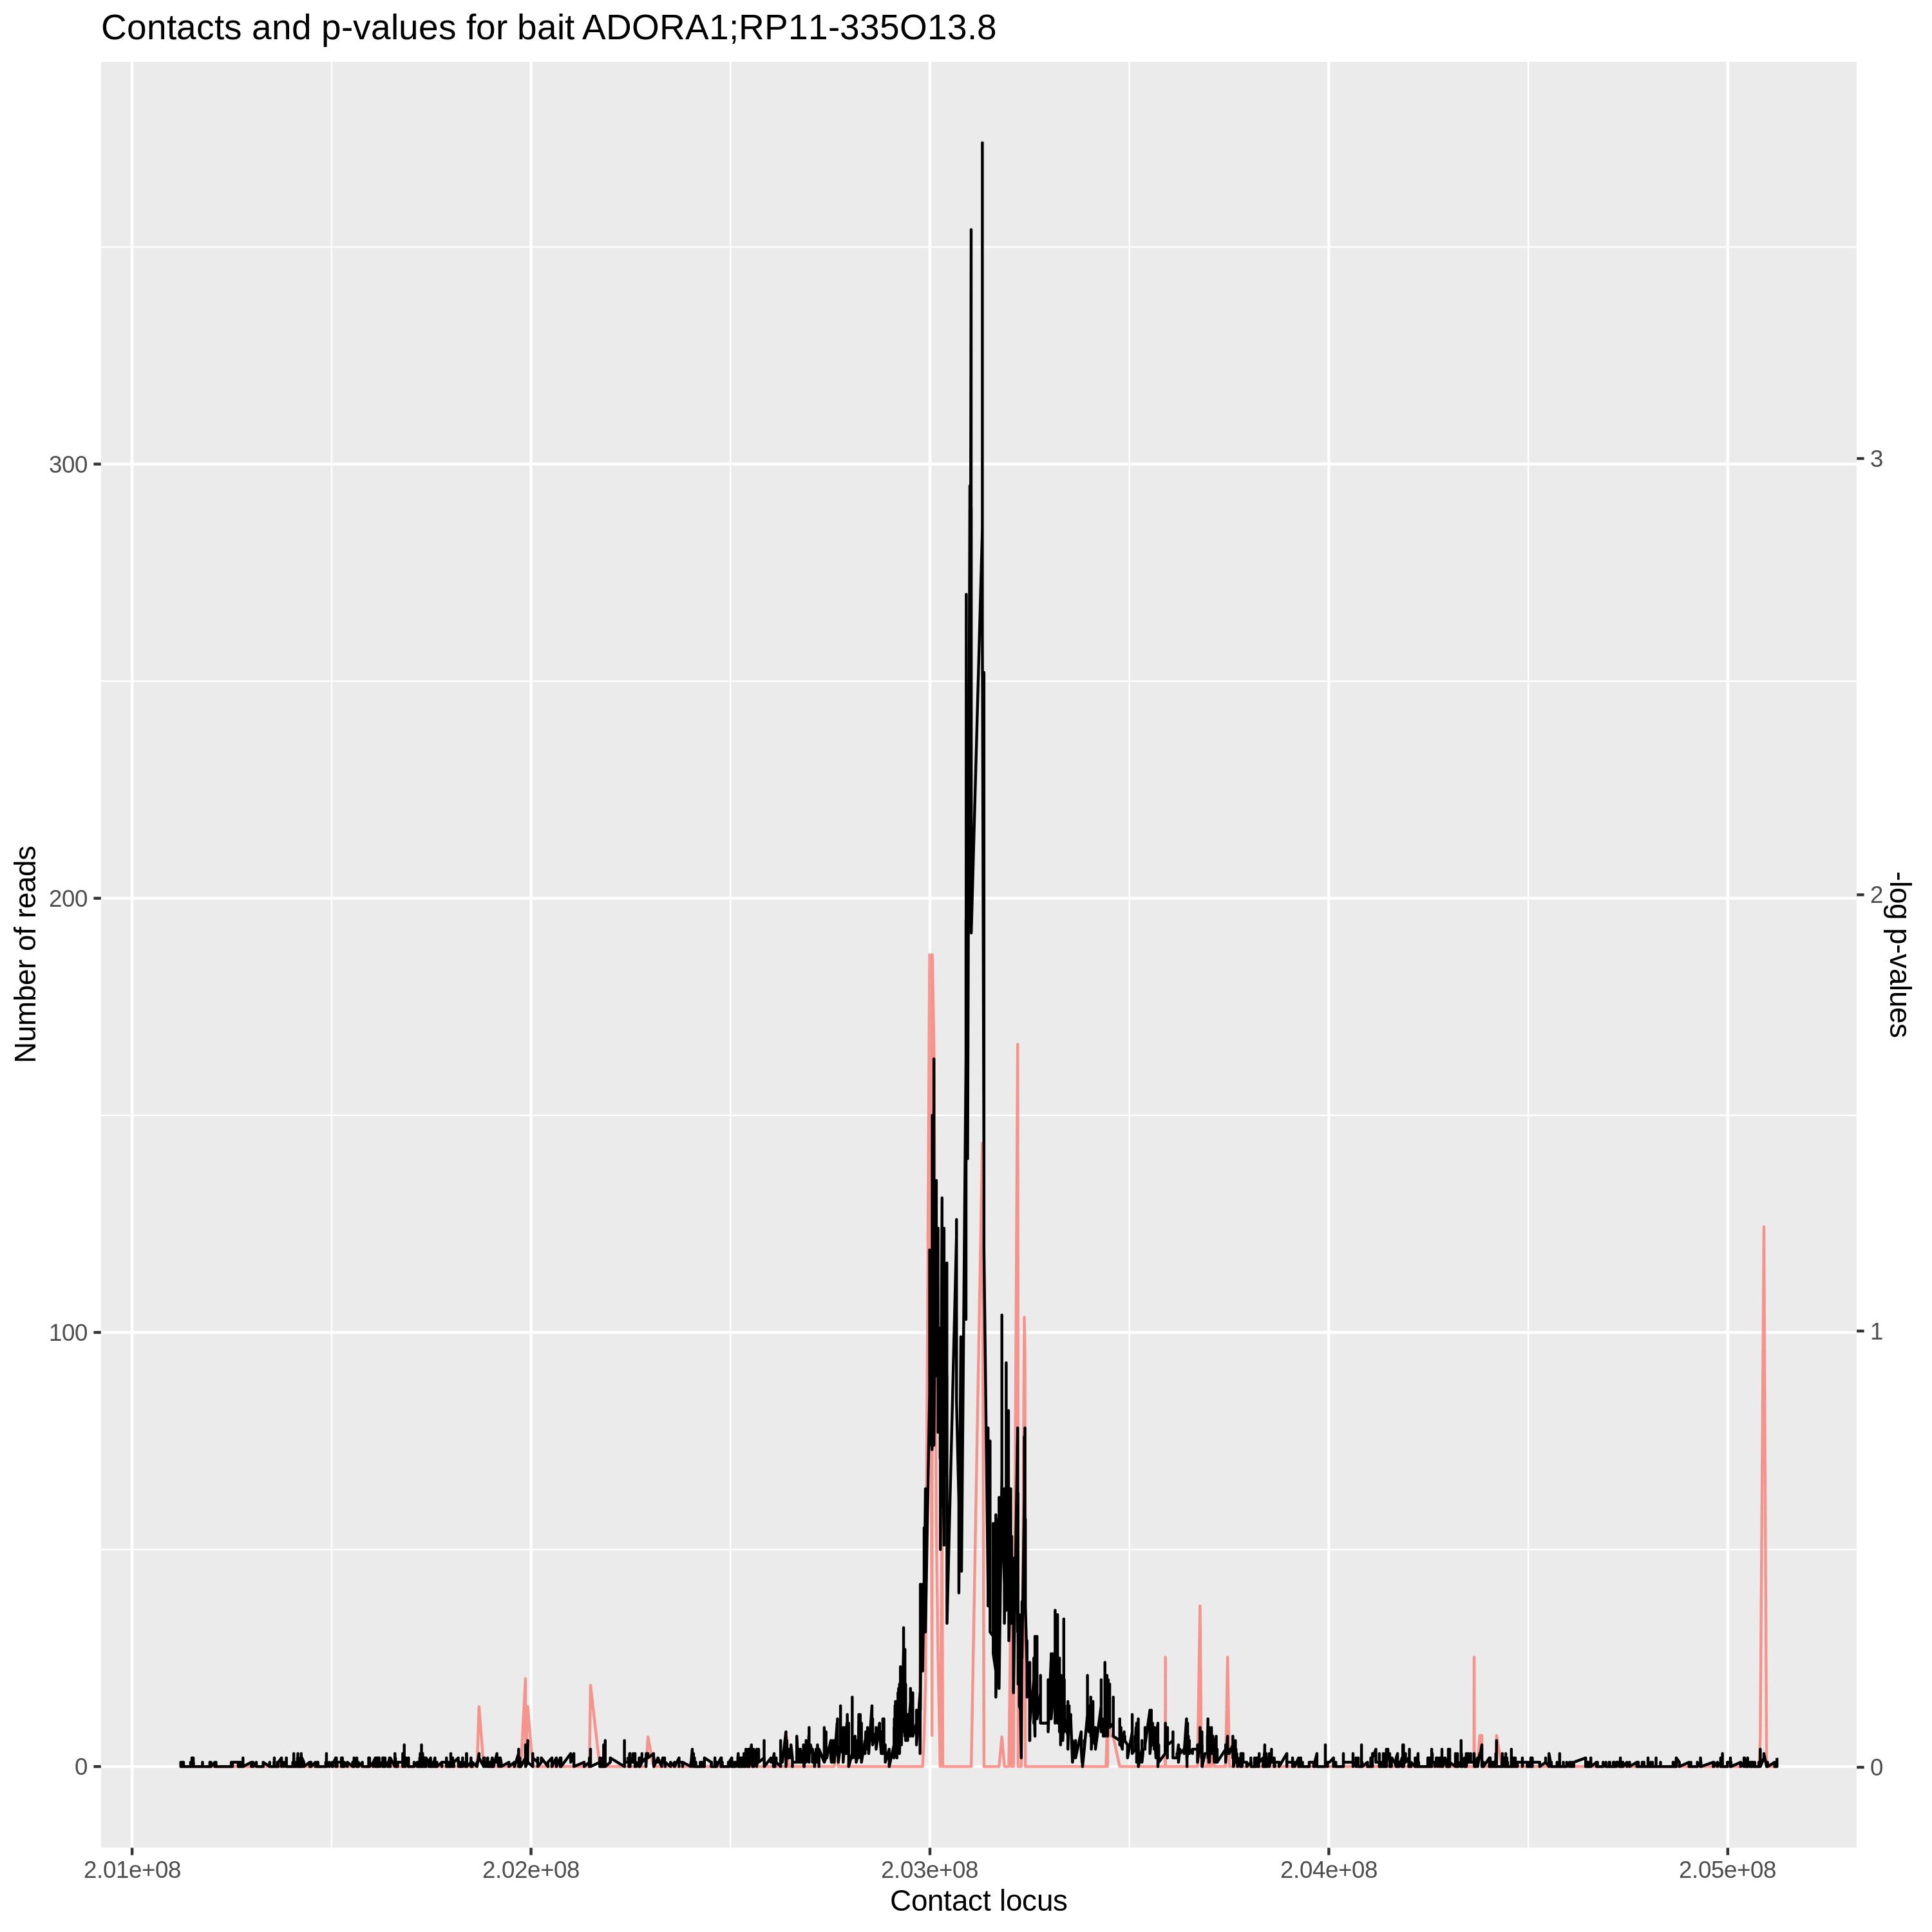 Contacts and p-values for bait ADORA1;RP11-335O13.8
Number of reads
300
200
100
0
3
2
1
0
-log p-values
2.01e+08
2.02e+08
2.03e+08
2.04e+08
2.05e+08
Contact locus